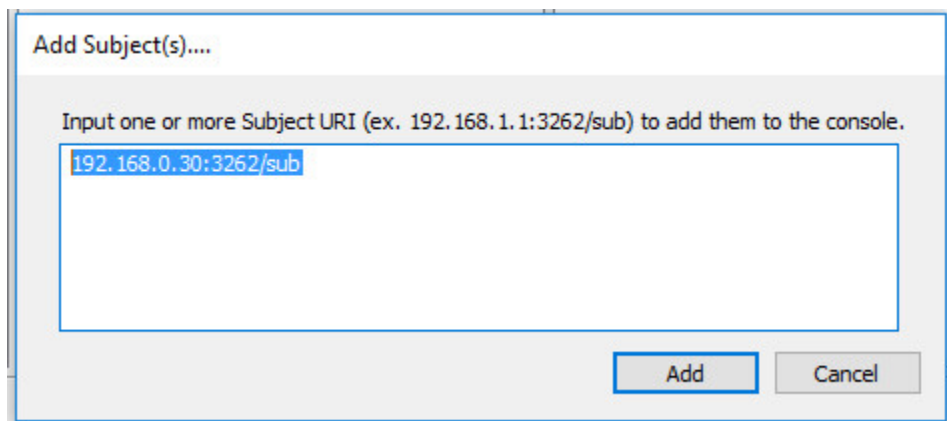 Add Subject(s)....
Input one or more Subject URI (ex. 192.168.1.1:3262/sub) to add them to the console.
192.168.0.30:3262/sub
Add Cancel